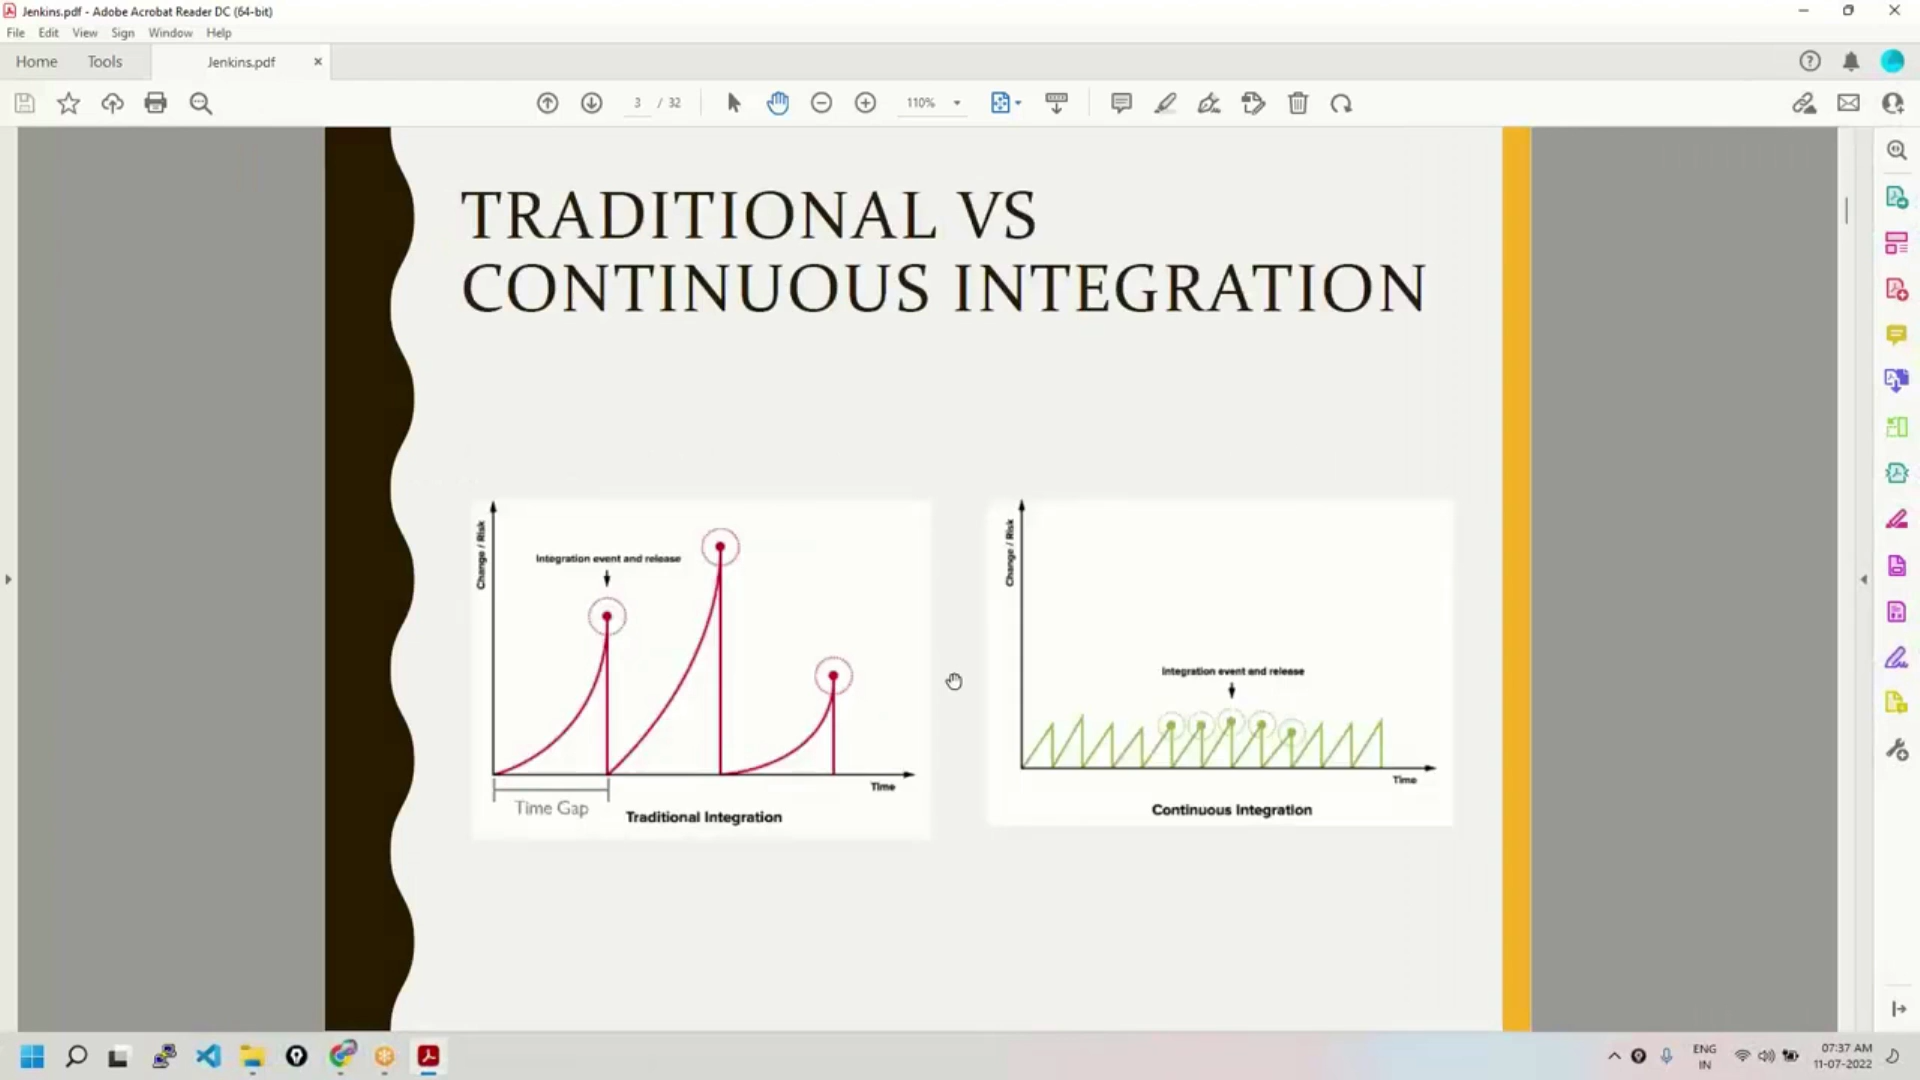 Jenkins.pdf - Adobe Acrobat Reader DC (64-bit)
File Edit View Sign Window Help
Home Tools Jenkins.pdf
3 / 32 110%
TRADITIONAL VS
CONTINUOUS INTEGRATION
Change / Risk
Integration event and release
Time
Time Gap
Traditional Integration
Change / Risk
Integration event and release
Time
Continuous Integration
ENG
IN
07:37 AM
11-07-2022